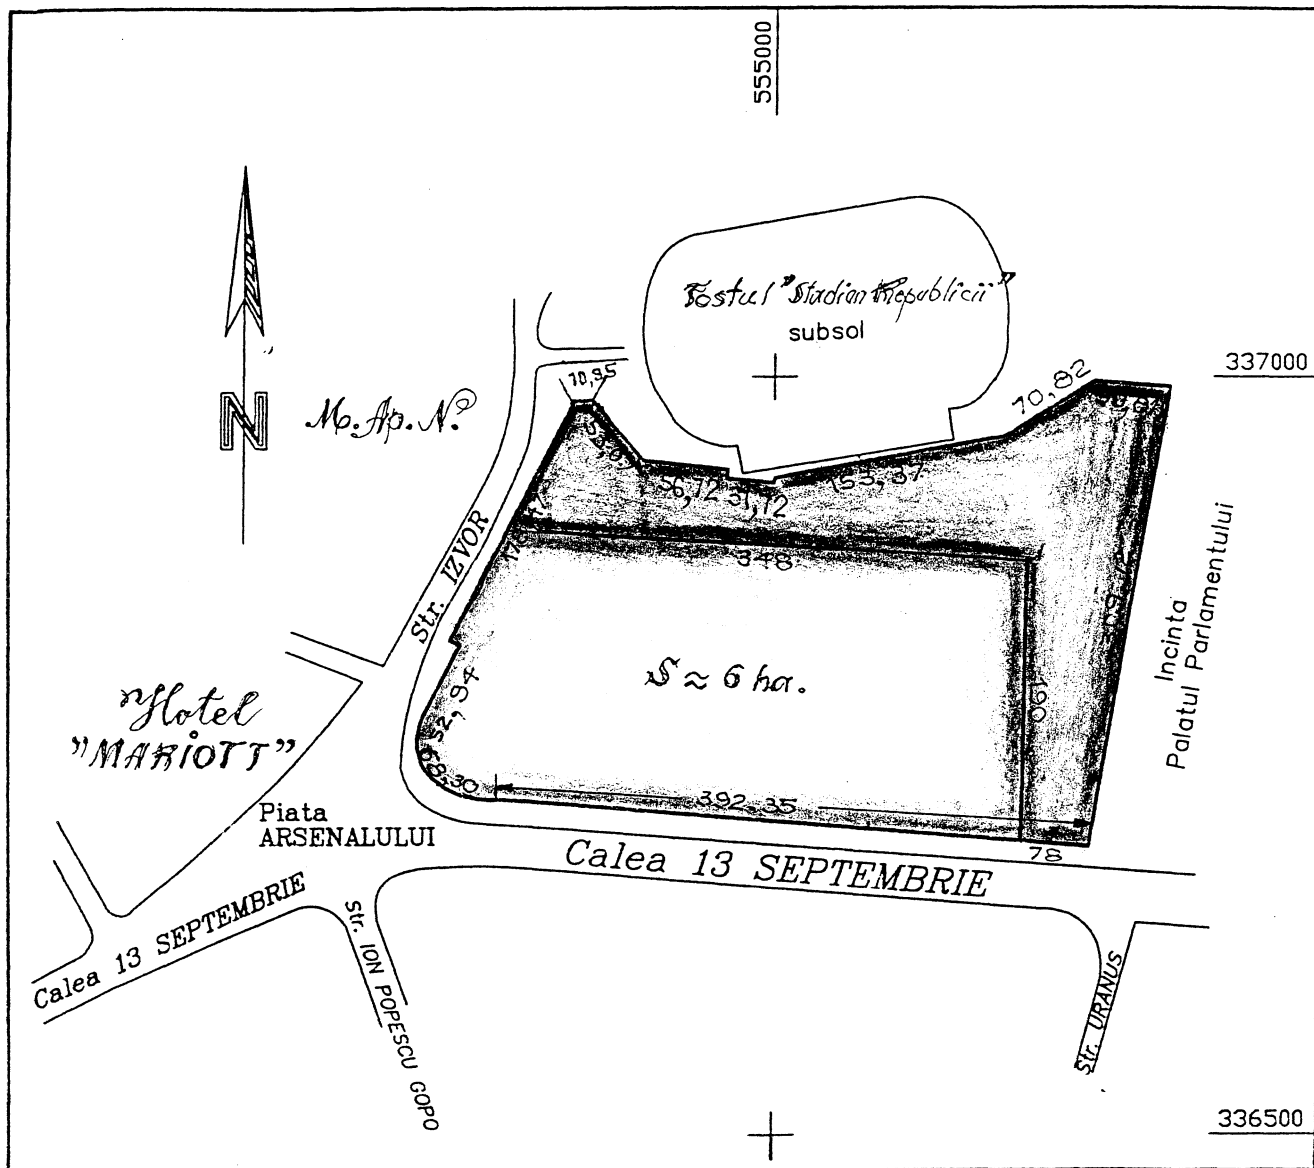 555000
Fostul "Stadion Republicii"
subsol
337000
10,95
70,82
M.Ap.N.
56,72
31,72
153,37
348
Str. IZVOR
Incinta
Palatul Parlamentului
S ≈ 6 ha.
160
52,94
68,30
392,35
Hotel
"MARIOTT"
Piata
ARSENALULUI
78
Calea 13 SEPTEMBRIE
Calea 13 SEPTEMBRIE
Str. ION POPESCU GOPO
Str. URANUS
336500